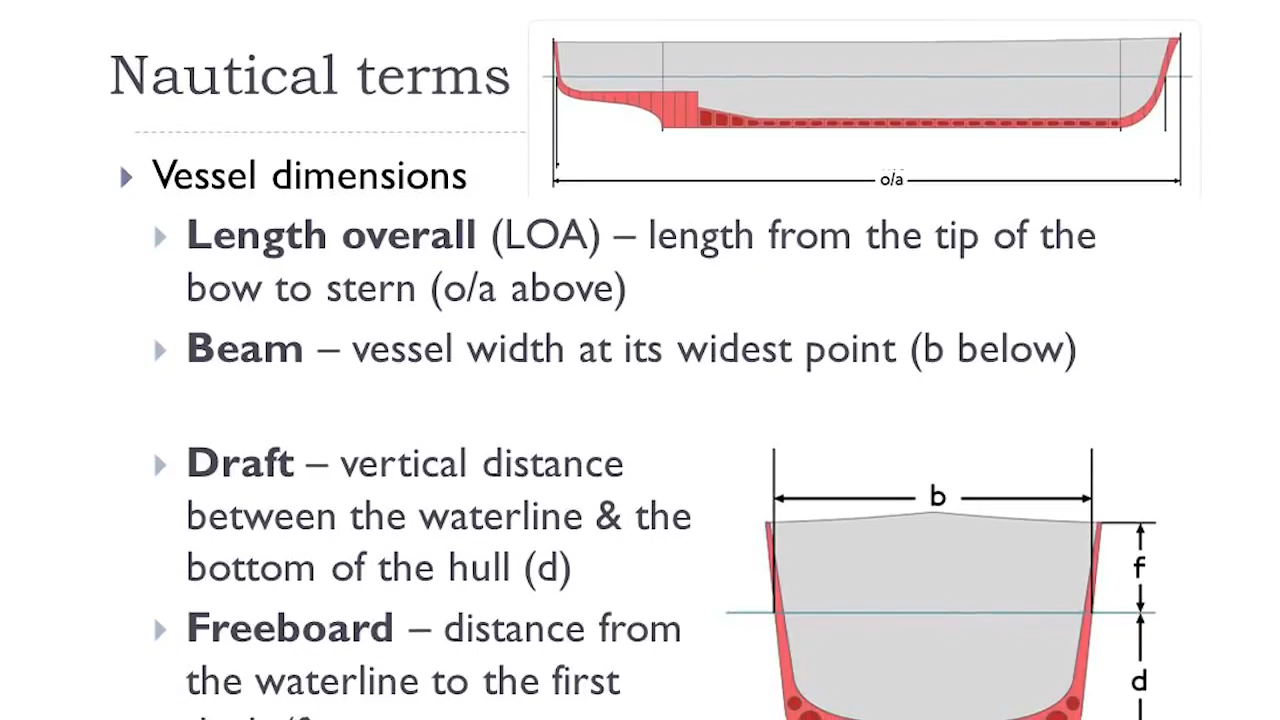 Nautical terms
o/a
Vessel dimensions
Length overall (LOA) – length from the tip of the
bow to stern (o/a above)
Beam – vessel width at its widest point (b below)
Draft – vertical distance
between the waterline & the
bottom of the hull (d)
Freeboard – distance from
the waterline to the first
b
f
d